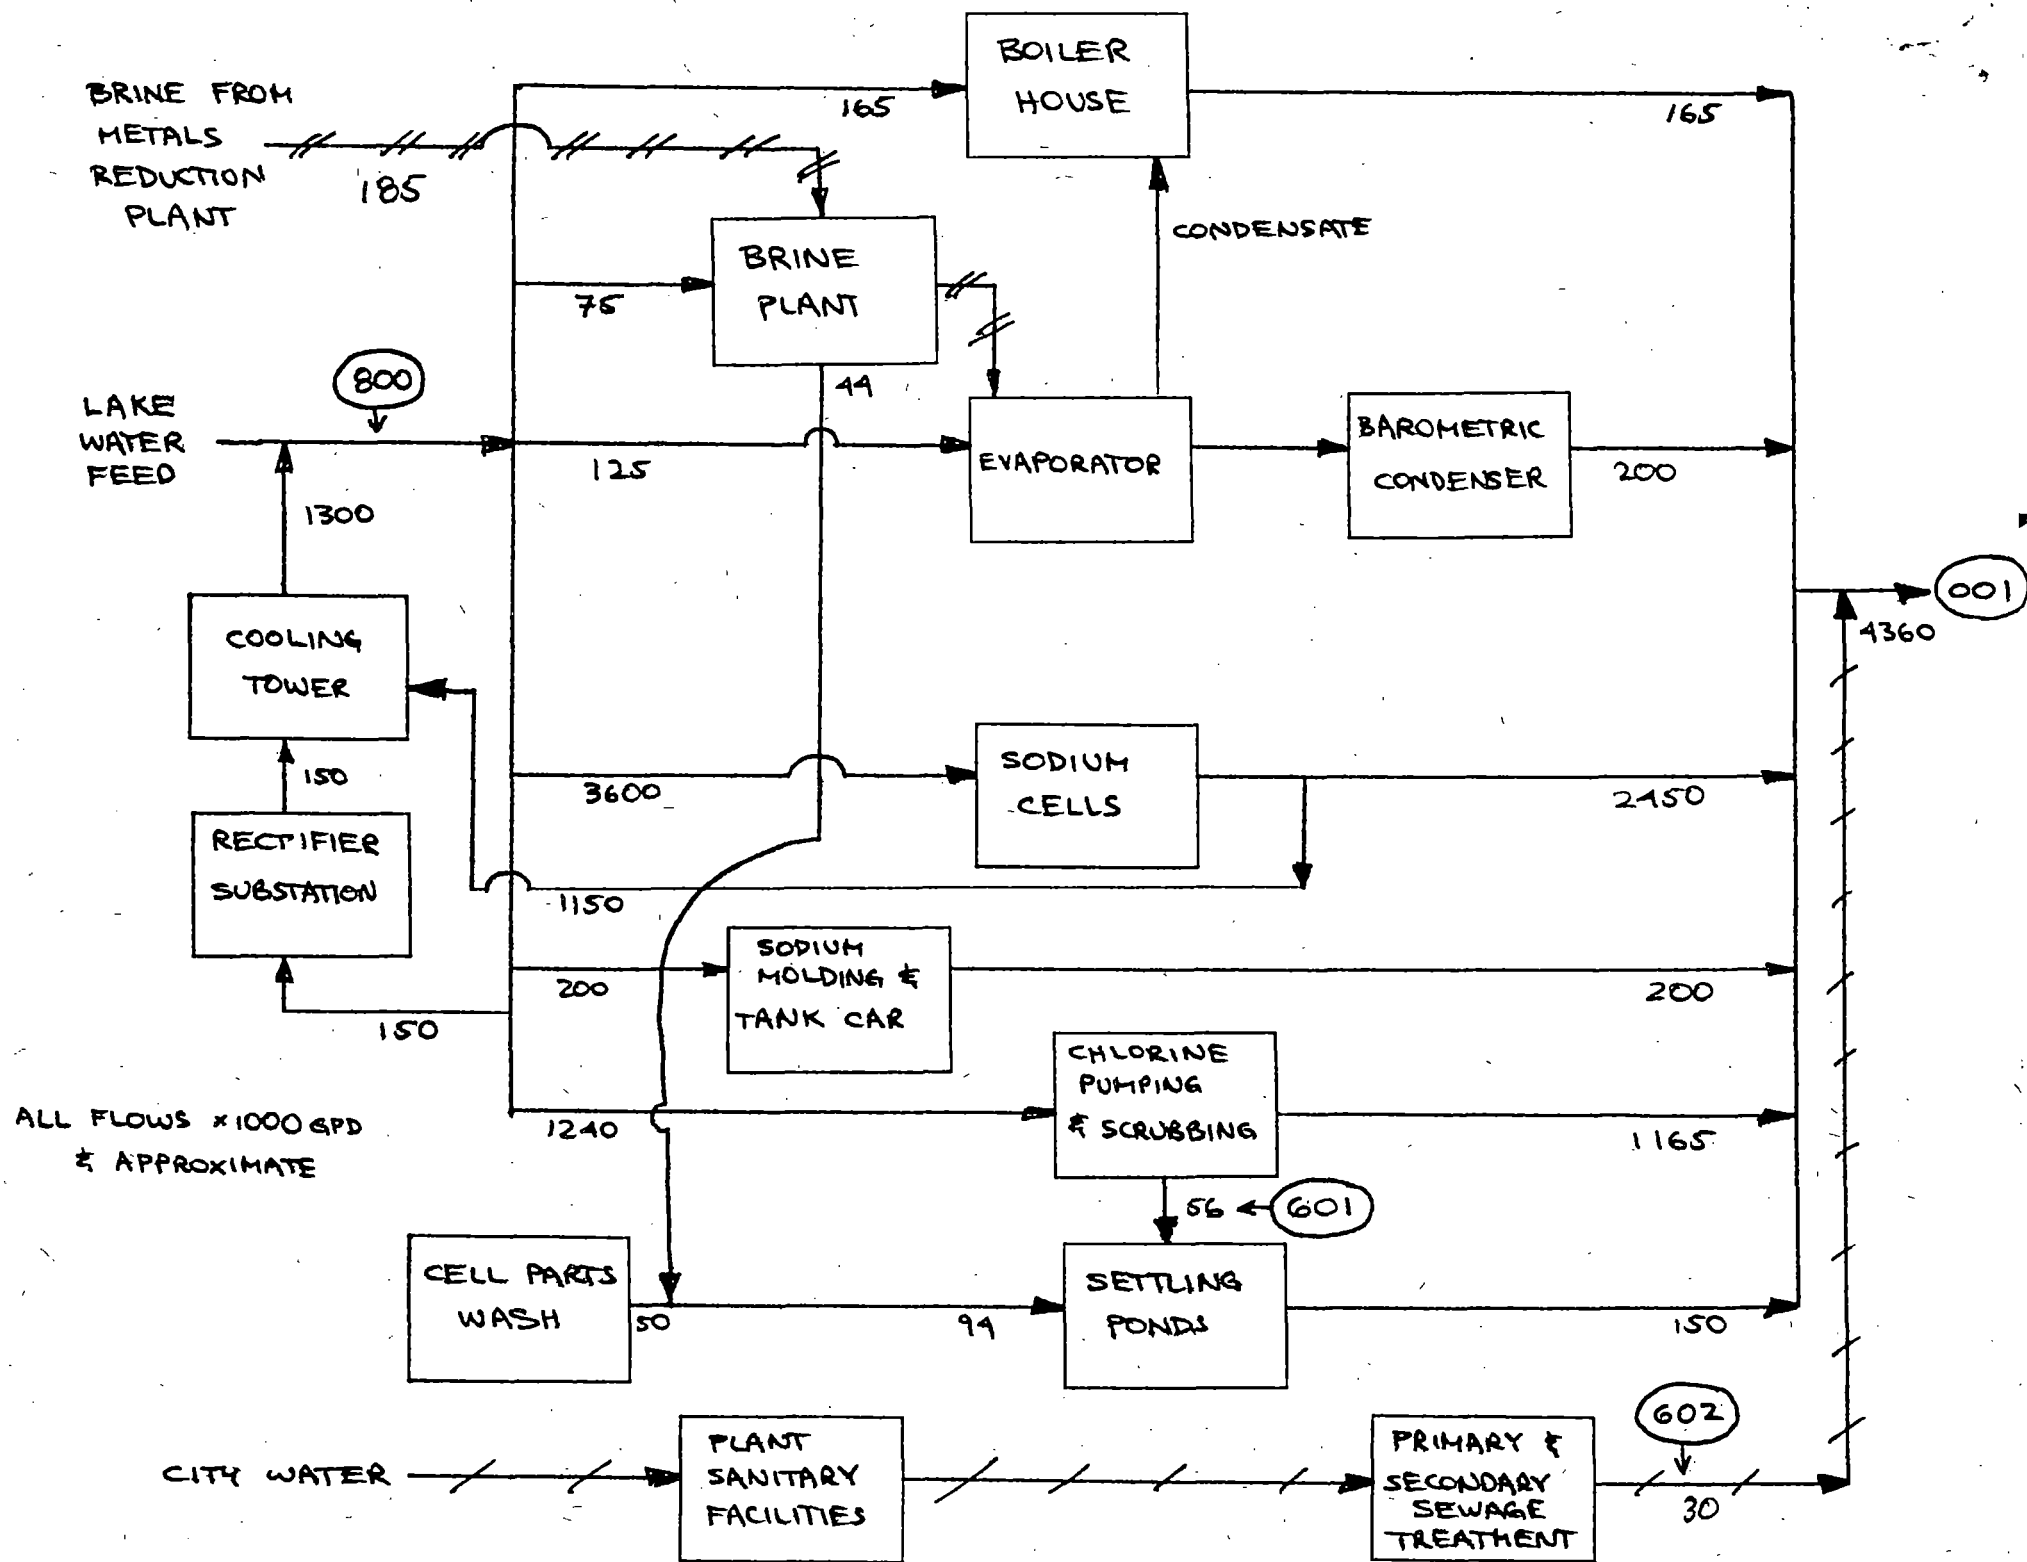 BOILER
HOUSE
BRINE FROM
METALS
REDUCTION
PLANT
165
165
185
CONDENSATE
BRINE
PLANT
75
800
44
LAKE
WATER
FEED
125
EVAPORATOR
BAROMETRIC
CONDENSER
200
1300
001
4360
COOLING
TOWER
150
3600
SODIUM
CELLS
2450
RECTIFIER
SUBSTATION
1150
SODIUM
MOLDING &
TANK CAR
200
200
150
CHLORINE
PUMPING
& SCRUBBING
1240
1165
ALL FLOWS x1000 GPD
& APPROXIMATE
56
601
CELL PARTS
WASH
50
94
SETTLING
PONDS
150
602
CITY WATER
PLANT
SANITARY
FACILITIES
PRIMARY &
SECONDARY
SEWAGE
TREATMENT
30